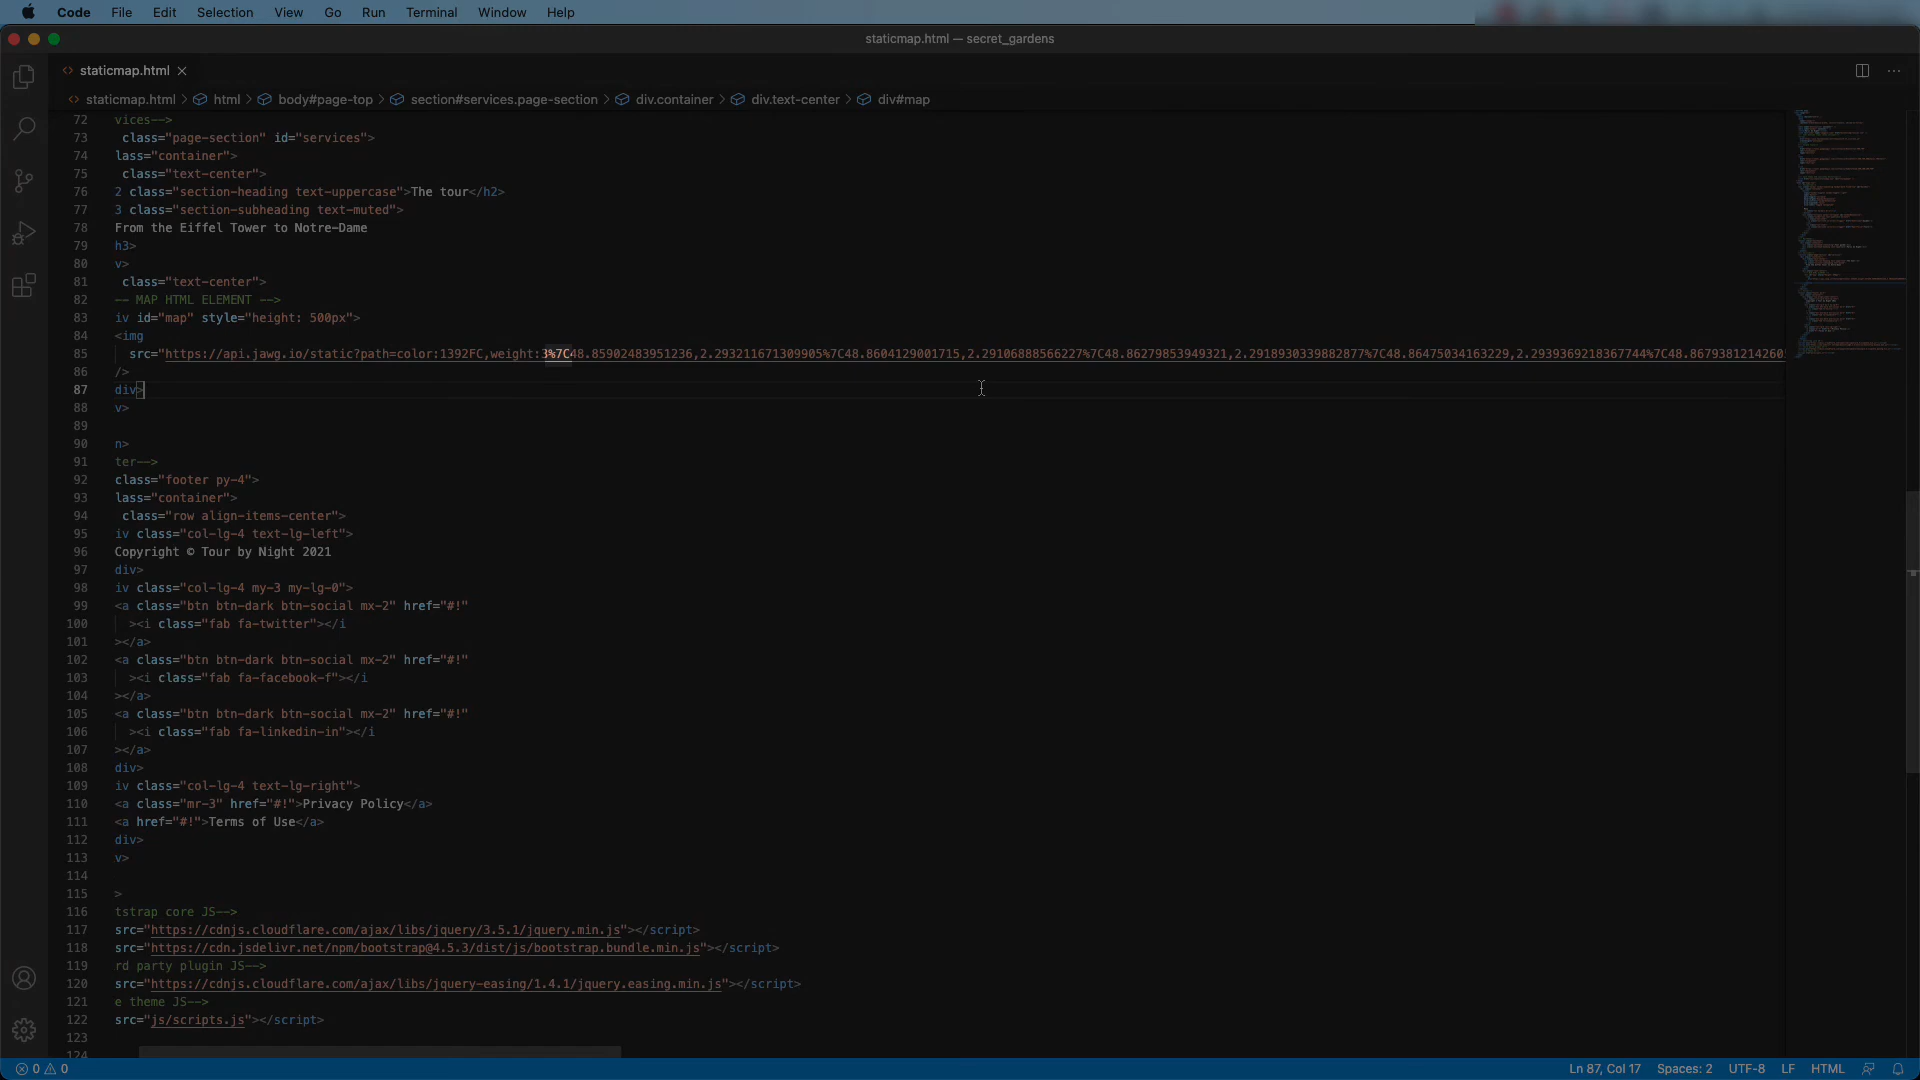 Code File Edit Selection View Go Run Terminal Window Help
staticmap.html — secret_gardens
staticmap.html
staticmap.html > html > body#page-top > section#services.page-section > div.container > div.text-center > div#map
72 vices-->
73 class="page-section" id="services">
74 lass="container">
75 class="text-center">
76 2 class="section-heading text-uppercase">The tour</h2>
77 3 class="section-subheading text-muted">
78 From the Eiffel Tower to Notre-Dame
79 h3>
80 v>
81 class="text-center">
82 -- MAP HTML ELEMENT -->
83 iv id="map" style="height: 500px">
84 <img
85 src="https://api.jawg.io/static?path=color:1392FC,weight:3%7C48.85902483951236,2.293211671309905%7C48.8604129001715,2.29106888566227%7C48.86279853949321,2.2918930339882877%7C48.86475034163229,2.2939369218367744%7C48.8679381214260
86 />
87 div>
88 v>
89
90 n>
91 ter-->
92 class="footer py-4">
93 lass="container">
94 class="row align-items-center">
95 iv class="col-lg-4 text-lg-left">
96 Copyright © Tour by Night 2021
97 div>
98 iv class="col-lg-4 my-3 my-lg-0">
99 <a class="btn btn-dark btn-social mx-2" href="#!"
100 ><i class="fab fa-twitter"></i
101 ></a>
102 <a class="btn btn-dark btn-social mx-2" href="#!"
103 ><i class="fab fa-facebook-f"></i
104 ></a>
105 <a class="btn btn-dark btn-social mx-2" href="#!"
106 ><i class="fab fa-linkedin-in"></i
107 ></a>
108 div>
109 iv class="col-lg-4 text-lg-right">
110 <a class="mr-3" href="#!">Privacy Policy</a>
111 <a href="#!">Terms of Use</a>
112 div>
113 v>
114
115 >
116 tstrap core JS-->
117 src="https://cdnjs.cloudflare.com/ajax/libs/jquery/3.5.1/jquery.min.js"></script>
118 src="https://cdn.jsdelivr.net/npm/bootstrap@4.5.3/dist/js/bootstrap.bundle.min.js"></script>
119 rd party plugin JS-->
120 src="https://cdnjs.cloudflare.com/ajax/libs/jquery-easing/1.4.1/jquery.easing.min.js"></script>
121 e theme JS-->
122 src="js/scripts.js"></script>
123
124
0 0 Ln 87, Col 17 Spaces: 2 UTF-8 LF HTML